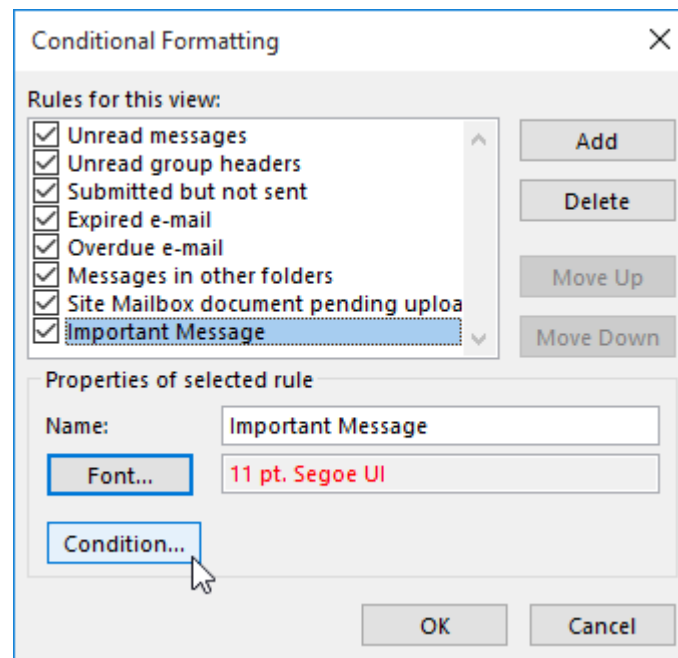 Conditional Formatting
Rules for this view:
Unread messages
Unread group headers
Submitted but not sent
Expired e-mail
Overdue e-mail
Messages in other folders
Site Mailbox document pending uploa
Important Message
Add
Delete
Move Up
Move Down
Properties of selected rule
Name:
Important Message
Font...
11 pt. Segoe UI
Condition...
OK
Cancel